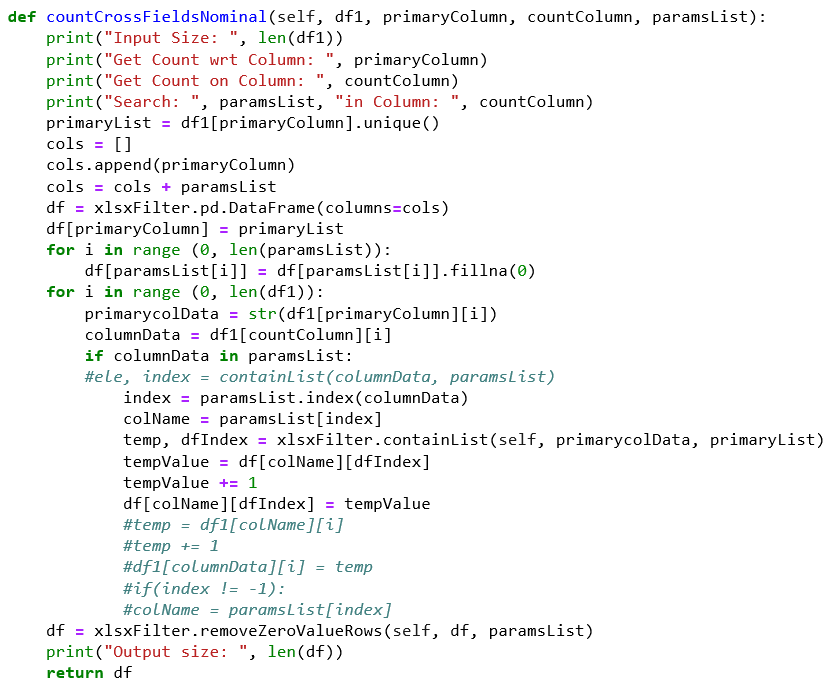 def countCrossFieldsNominal(self, df1, primaryColumn, countColumn, paramsList):
    print("Input Size: ", len(df1))
    print("Get Count wrt Column: ", primaryColumn)
    print("Get Count on Column: ", countColumn)
    print("Search: ", paramsList, "in Column: ", countColumn)
    primaryList = df1[primaryColumn].unique()
    cols = []
    cols.append(primaryColumn)
    cols = cols + paramsList
    df = xlsxFilter.pd.DataFrame(columns=cols)
    df[primaryColumn] = primaryList
    for i in range (0, len(paramsList)):
        df[paramsList[i]] = df[paramsList[i]].fillna(0)
    for i in range (0, len(df1)):
        primarycolData = str(df1[primaryColumn][i])
        columnData = df1[countColumn][i]
        if columnData in paramsList:
        #ele, index = containList(columnData, paramsList)
            index = paramsList.index(columnData)
            colName = paramsList[index]
            temp, dfIndex = xlsxFilter.containList(self, primarycolData, primaryList)
            tempValue = df[colName][dfIndex]
            tempValue += 1
            df[colName][dfIndex] = tempValue
            #temp = df1[colName][i]
            #temp += 1
            #df1[columnData][i] = temp
            #if(index != -1):
            #colName = paramsList[index]
    df = xlsxFilter.removeZeroValueRows(self, df, paramsList)
    print("Output size: ", len(df))
    return df